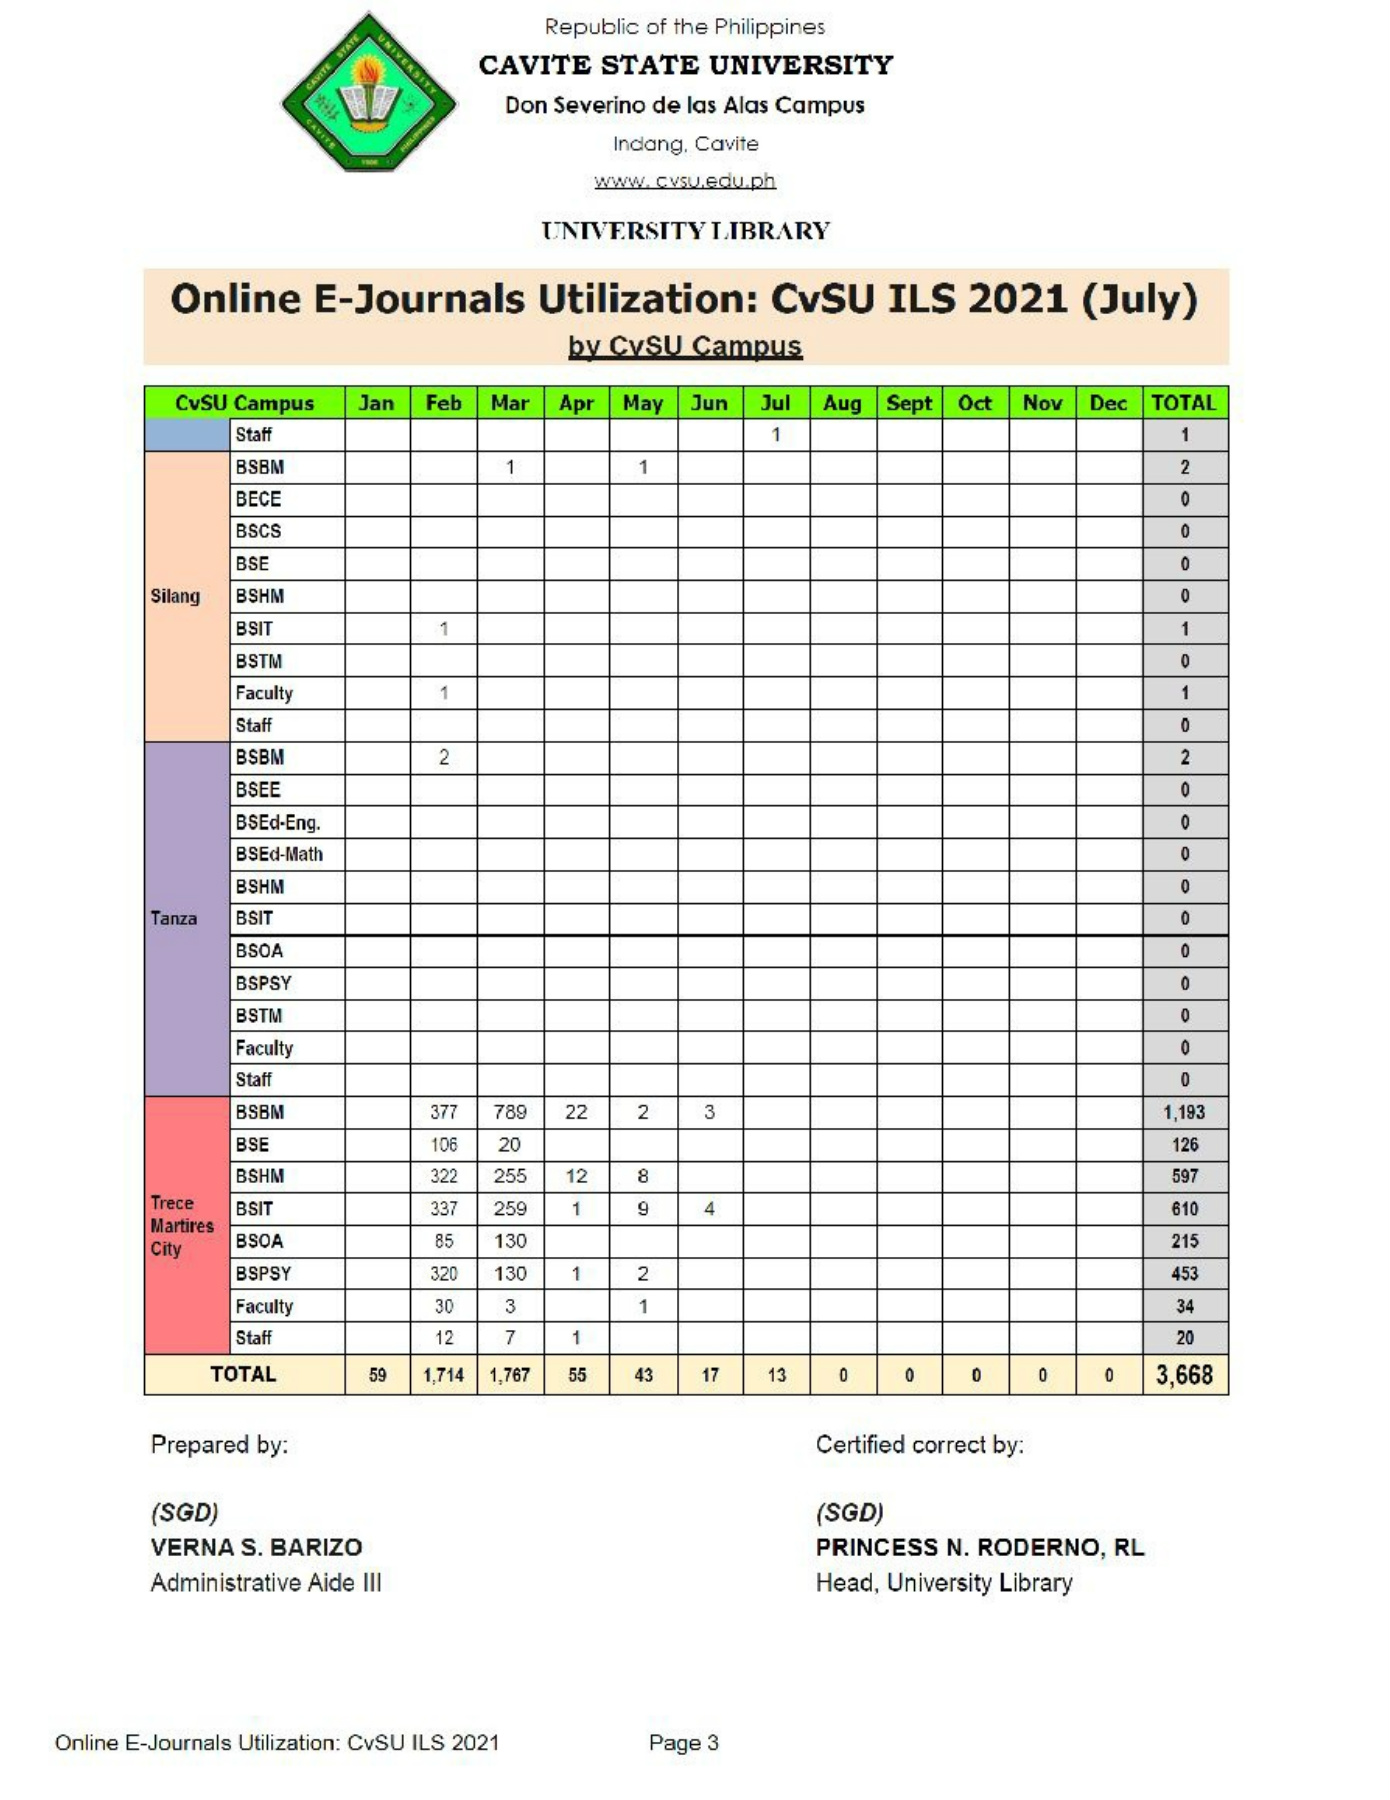 Republic of the Philippines
CAVITE STATE UNIVERSITY
Don Severino de las Alas Campus
Indang, Cavite
www. cvsu.edu.ph
CAVITE STATE UNIVERSITY
CAVITE PHILIPPINES
1906
UNIVERSITY LIBRARY
Online E-Journals Utilization: CvSU ILS 2021 (July)
by CvSU Campus
CvSU Campus Jan Feb Mar Apr May Jun Jul Aug Sept Oct Nov Dec TOTAL
Staff 1 1
Silang
BSBM 1 1 2
BECE 0
BSCS 0
BSE 0
BSHM 0
BSIT 1 1
BSTM 0
Faculty 1 1
Staff 0
Tanza
BSBM 2 2
BSEE 0
BSEd-Eng. 0
BSEd-Math 0
BSHM 0
BSIT 0
BSOA 0
BSPSY 0
BSTM 0
Faculty 0
Staff 0
Trece
Martires
City
BSBM 377 789 22 2 3 1,193
BSE 106 20 126
BSHM 322 255 12 8 597
BSIT 337 259 1 9 4 610
BSOA 85 130 215
BSPSY 320 130 1 2 453
Faculty 30 3 1 34
Staff 12 7 1 20
TOTAL 59 1,714 1,767 55 43 17 13 0 0 0 0 0 3,668
Prepared by: Certified correct by:
(SGD) (SGD)
VERNA S. BARIZO PRINCESS N. RODERNO, RL
Administrative Aide III Head, University Library
Online E-Journals Utilization: CvSU ILS 2021 Page 3